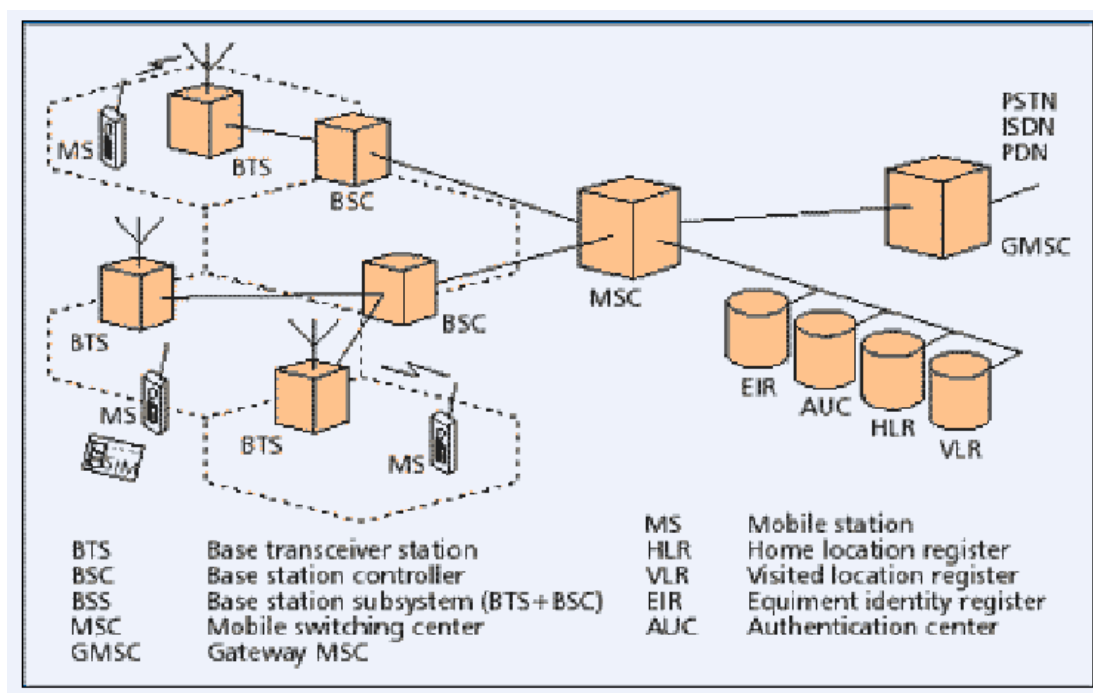 PSTN
ISDN
PDN
MS
BTS
BSC
GMSC
MSC
BTS
BSC
EIR
AUC
HLR
VLR
MS
SIM
BTS
MS
BTS Base transceiver station
BSC Base station controller
BSS Base station subsystem (BTS+BSC)
MSC Mobile switching center
GMSC Gateway MSC
MS Mobile station
HLR Home location register
VLR Visited location register
EIR Equiment identity register
AUC Authentication center